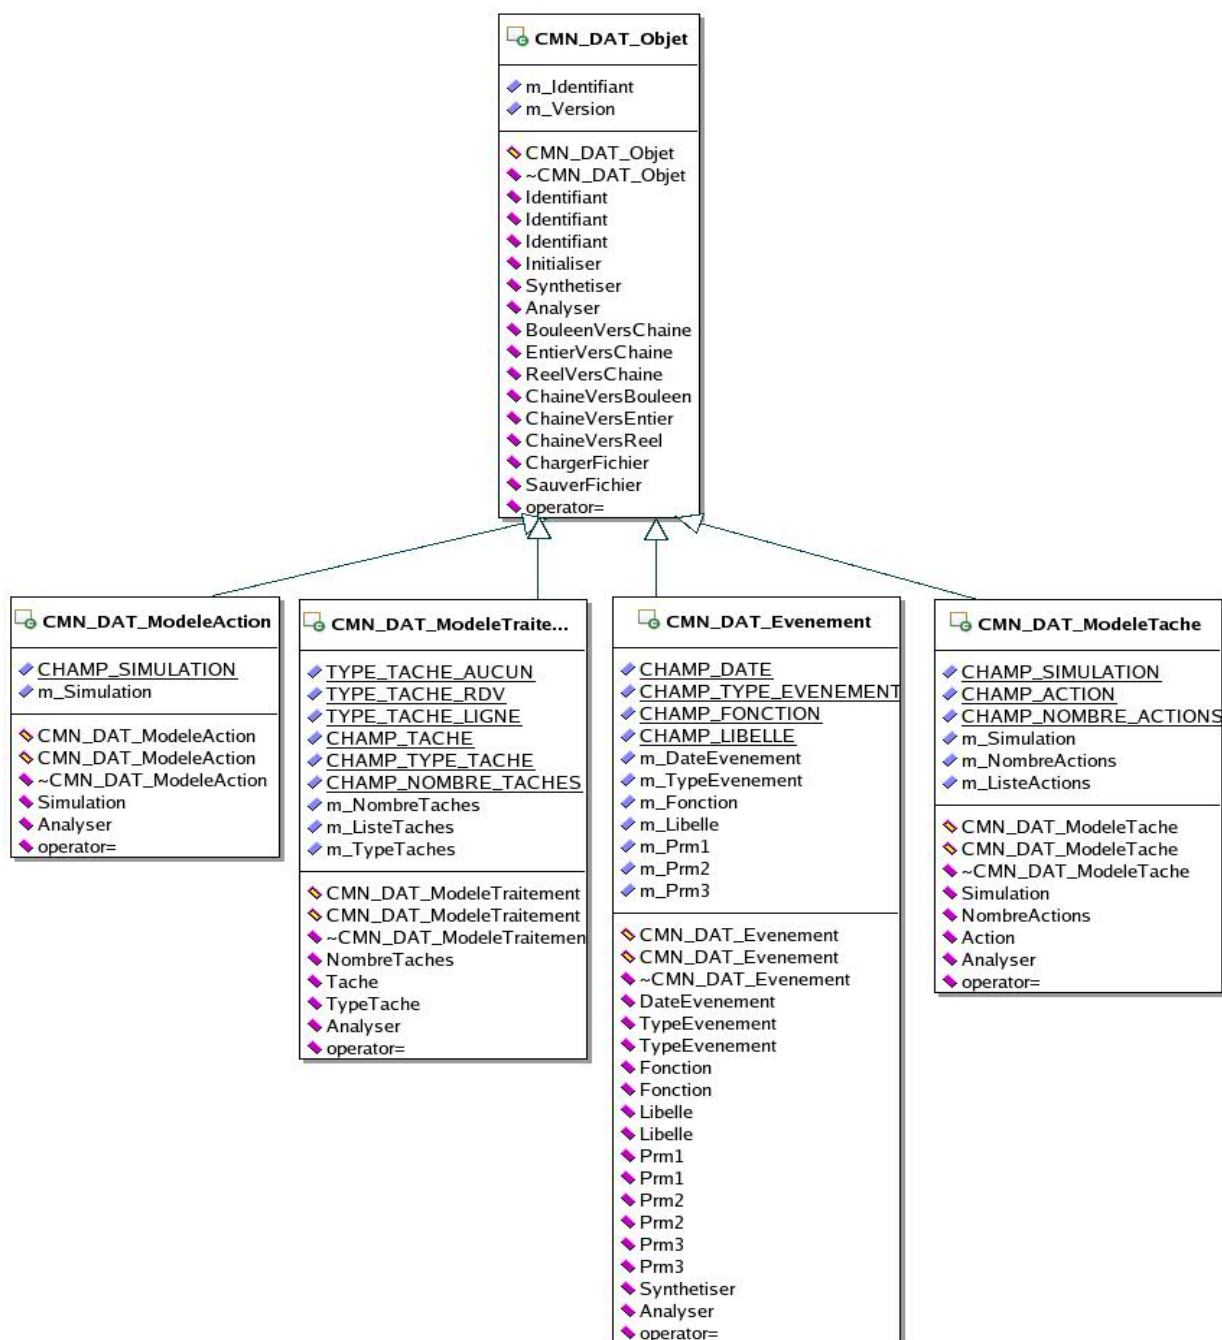 CMN_DAT_Objet
m_Identifiant
m_Version
CMN_DAT_Objet
~CMN_DAT_Objet
Identifiant
Identifiant
Identifiant
Initialiser
Synthetiser
Analyser
BouleenVersChaine
EntierVersChaine
ReelVersChaine
ChaineVersBouleen
ChaineVersEntier
ChaineVersReel
ChargerFichier
SauverFichier
operator=
CMN_DAT_ModeleAction
CHAMP_SIMULATION
m_Simulation
CMN_DAT_ModeleAction
CMN_DAT_ModeleAction
~CMN_DAT_ModeleAction
Simulation
Analyser
operator=
CMN_DAT_ModeleTraite...
TYPE_TACHE_AUCUN
TYPE_TACHE_RDV
TYPE_TACHE_LIGNE
CHAMP_TACHE
CHAMP_TYPE_TACHE
CHAMP_NOMBRE_TACHES
m_NombreTaches
m_ListeTaches
m_TypeTaches
CMN_DAT_ModeleTraitement
CMN_DAT_ModeleTraitement
~CMN_DAT_ModeleTraitemen
NombreTaches
Tache
TypeTache
Analyser
operator=
CMN_DAT_Evenement
CHAMP_DATE
CHAMP_TYPE_EVENEMENT
CHAMP_FONCTION
CHAMP_LIBELLE
m_DateEvenement
m_TypeEvenement
m_Fonction
m_Libelle
m_Prm1
m_Prm2
m_Prm3
CMN_DAT_Evenement
CMN_DAT_Evenement
~CMN_DAT_Evenement
DateEvenement
TypeEvenement
TypeEvenement
Fonction
Fonction
Libelle
Libelle
Prm1
Prm1
Prm2
Prm2
Prm3
Prm3
Synthetiser
Analyser
operator=
CMN_DAT_ModeleTache
CHAMP_SIMULATION
CHAMP_ACTION
CHAMP_NOMBRE_ACTIONS
m_Simulation
m_NombreActions
m_ListeActions
CMN_DAT_ModeleTache
CMN_DAT_ModeleTache
~CMN_DAT_ModeleTache
Simulation
NombreActions
Action
Analyser
operator=